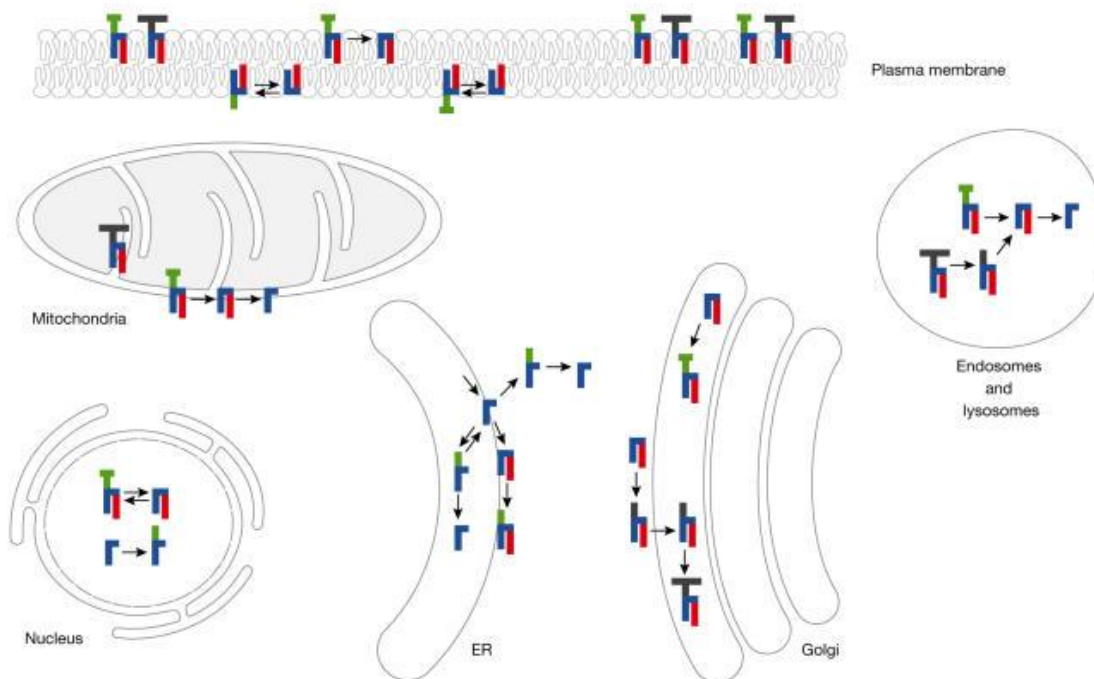 Plasma membrane
Mitochondria
Endosomes
and
lysosomes
Nucleus
ER
Golgi